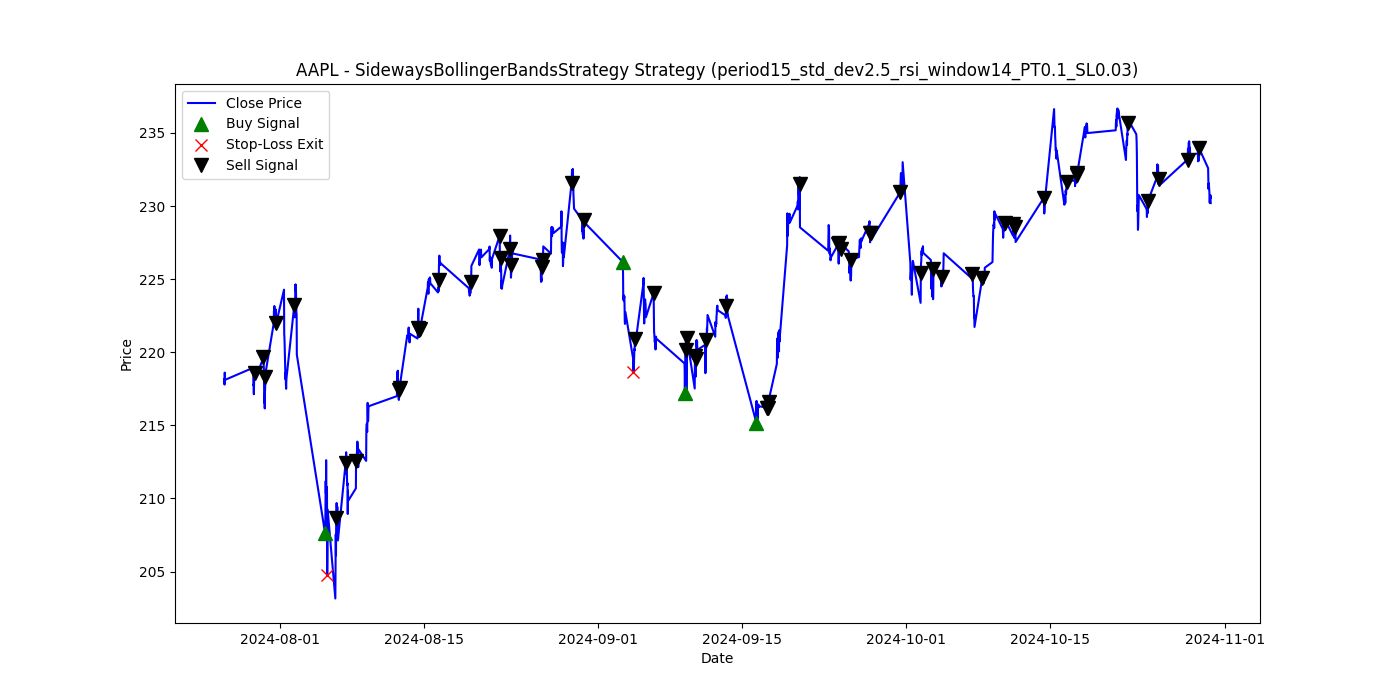 AAPL - SidewaysBollingerBandsStrategy Strategy (period15_std_dev2.5_rsi_window14_PT0.1_SL0.03)
Close Price
Buy Signal
Stop-Loss Exit
Sell Signal
Price
235
230
225
220
215
210
205
2024-08-01
2024-08-15
2024-09-01
2024-09-15
2024-10-01
2024-10-15
2024-11-01
Date